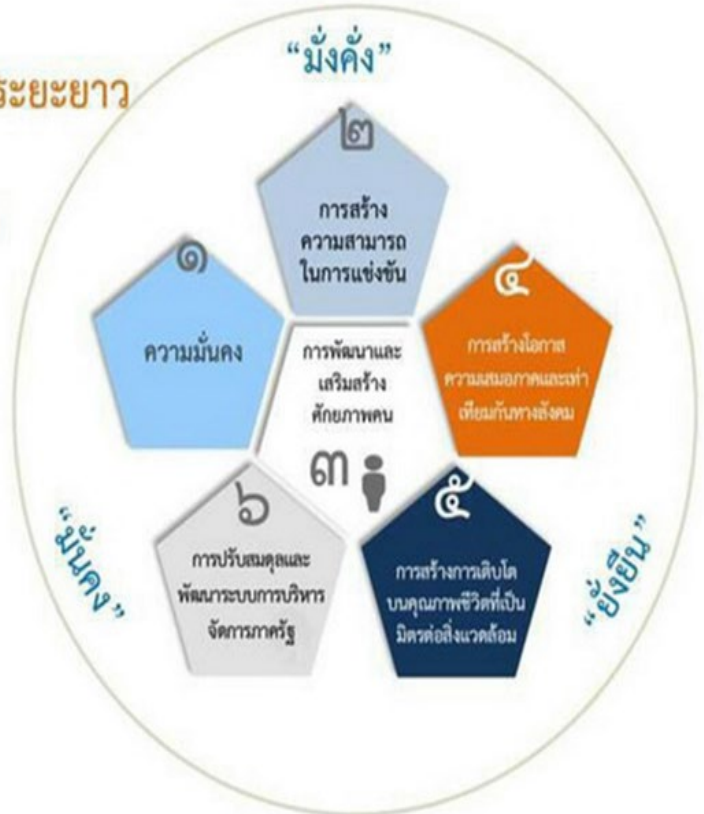 “มั่งคั่ง”
ระยะยาว
๒
การสร้าง
ความสามารถ
ในการแข่งขัน
๑
ความมั่นคง
๔
การสร้างโอกาส
ความเสมอภาคและเท่า
เทียมกันทางสังคม
การพัฒนาและ
เสริมสร้าง
ศักยภาพคน
๓
๖
การปรับสมดุลและ
พัฒนาระบบการบริหาร
จัดการภาครัฐ
๕
การสร้างการเติบโต
บนคุณภาพชีวิตที่เป็น
มิตรต่อสิ่งแวดล้อม
“มั่นคง”
“ยั่งยืน”